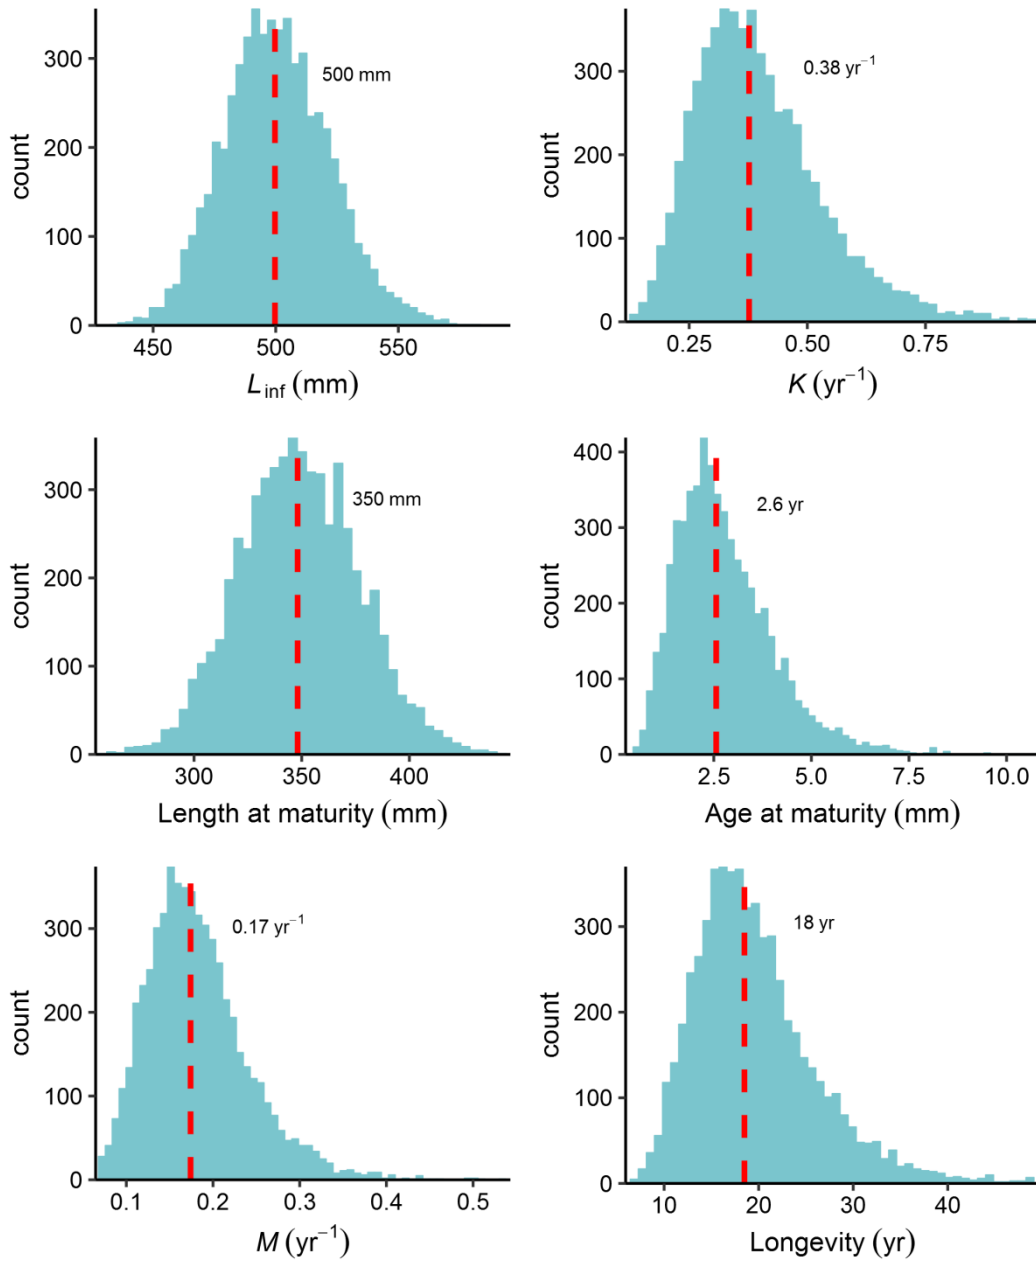 300
200
100
0
count
500 mm
450
500
550
L_inf (mm)
300
200
100
0
count
0.38 yr⁻¹
0.25
0.50
0.75
K (yr⁻¹)
300
200
100
0
count
350 mm
300
350
400
Length at maturity (mm)
400
300
200
100
0
count
2.6 yr
2.5
5.0
7.5
10.0
Age at maturity (mm)
300
200
100
0
count
0.17 yr⁻¹
0.1
0.2
0.3
0.4
0.5
M (yr⁻¹)
300
200
100
0
count
18 yr
10
20
30
40
Longevity (yr)